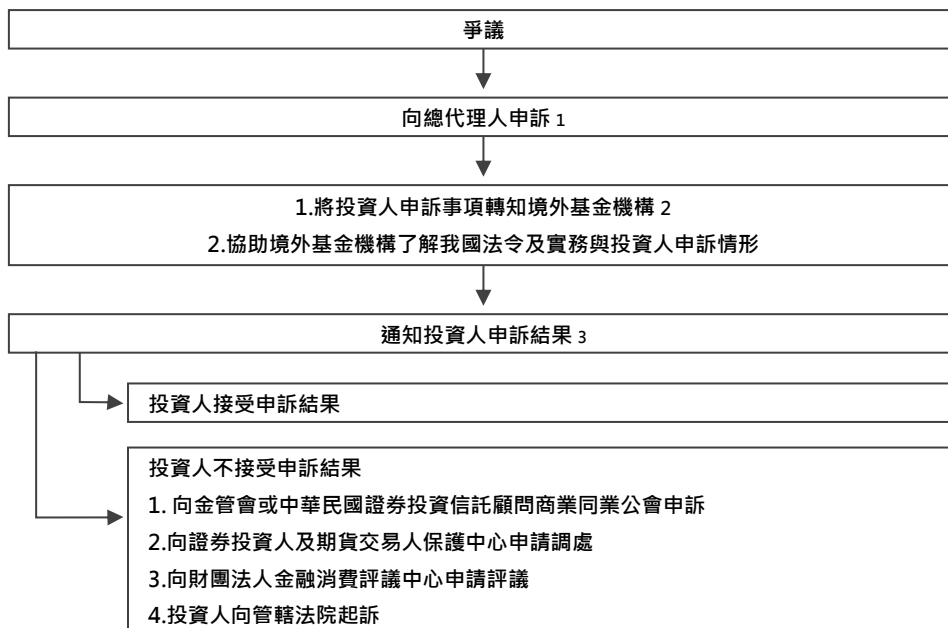 爭議
向總代理人申訴 1
1.將投資人申訴事項轉知境外基金機構 2
2.協助境外基金機構了解我國法令及實務與投資人申訴情形
通知投資人申訴結果 3
投資人接受申訴結果
投資人不接受申訴結果
1. 向金管會或中華民國證券投資信託顧問商業同業公會申訴
2.向證券投資人及期貨交易人保護中心申請調處
3.向財團法人金融消費評議中心申請評議
4.投資人向管轄法院起訴